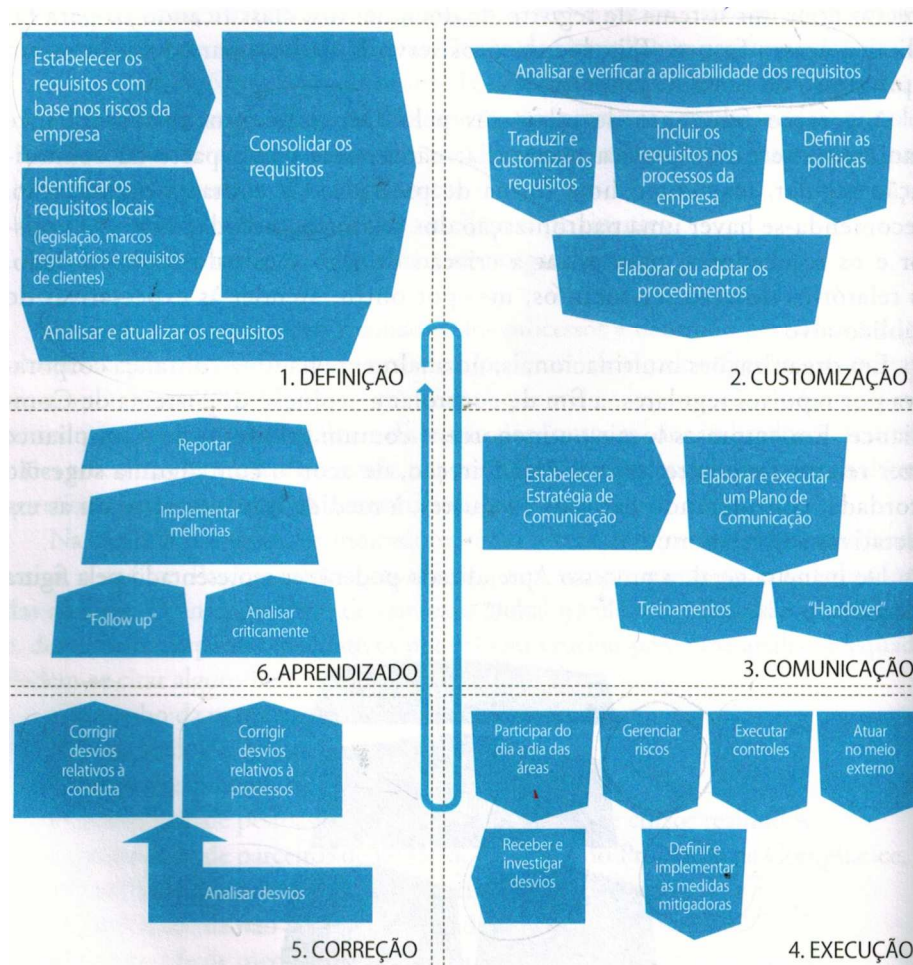 Estabelecer os
requisitos com
base nos riscos da
empresa
Identificar os
requisitos locais
(legislação, marcos
regulatórios e requisitos
de clientes)
Consolidar os
requisitos
Analisar e atualizar os requisitos
1. DEFINIÇÃO
Analisar e verificar a aplicabilidade dos requisitos
Traduzir e
customizar os
requisitos
Incluir os
requisitos nos
processos da
empresa
Definir as
políticas
Elaborar ou adptar os
procedimentos
2. CUSTOMIZAÇÃO
Reportar
Implementar
melhorias
"Follow up"
Analisar
criticamente
6. APRENDIZADO
Estabelecer a
Estratégia de
Comunicação
Elaborar e executar
um Plano de
Comunicação
Treinamentos
"Handover"
3. COMUNICAÇÃO
Corrigir
desvios
relativos à
conduta
Corrigir
desvios
relativos à
processos
Analisar desvios
5. CORREÇÃO
Participar do
dia a dia das
áreas
Gerenciar
riscos
Executar
controles
Atuar
no meio
externo
Receber e
investigar
desvios
Definir e
implementar
as medidas
mitigadoras
4. EXECUÇÃO